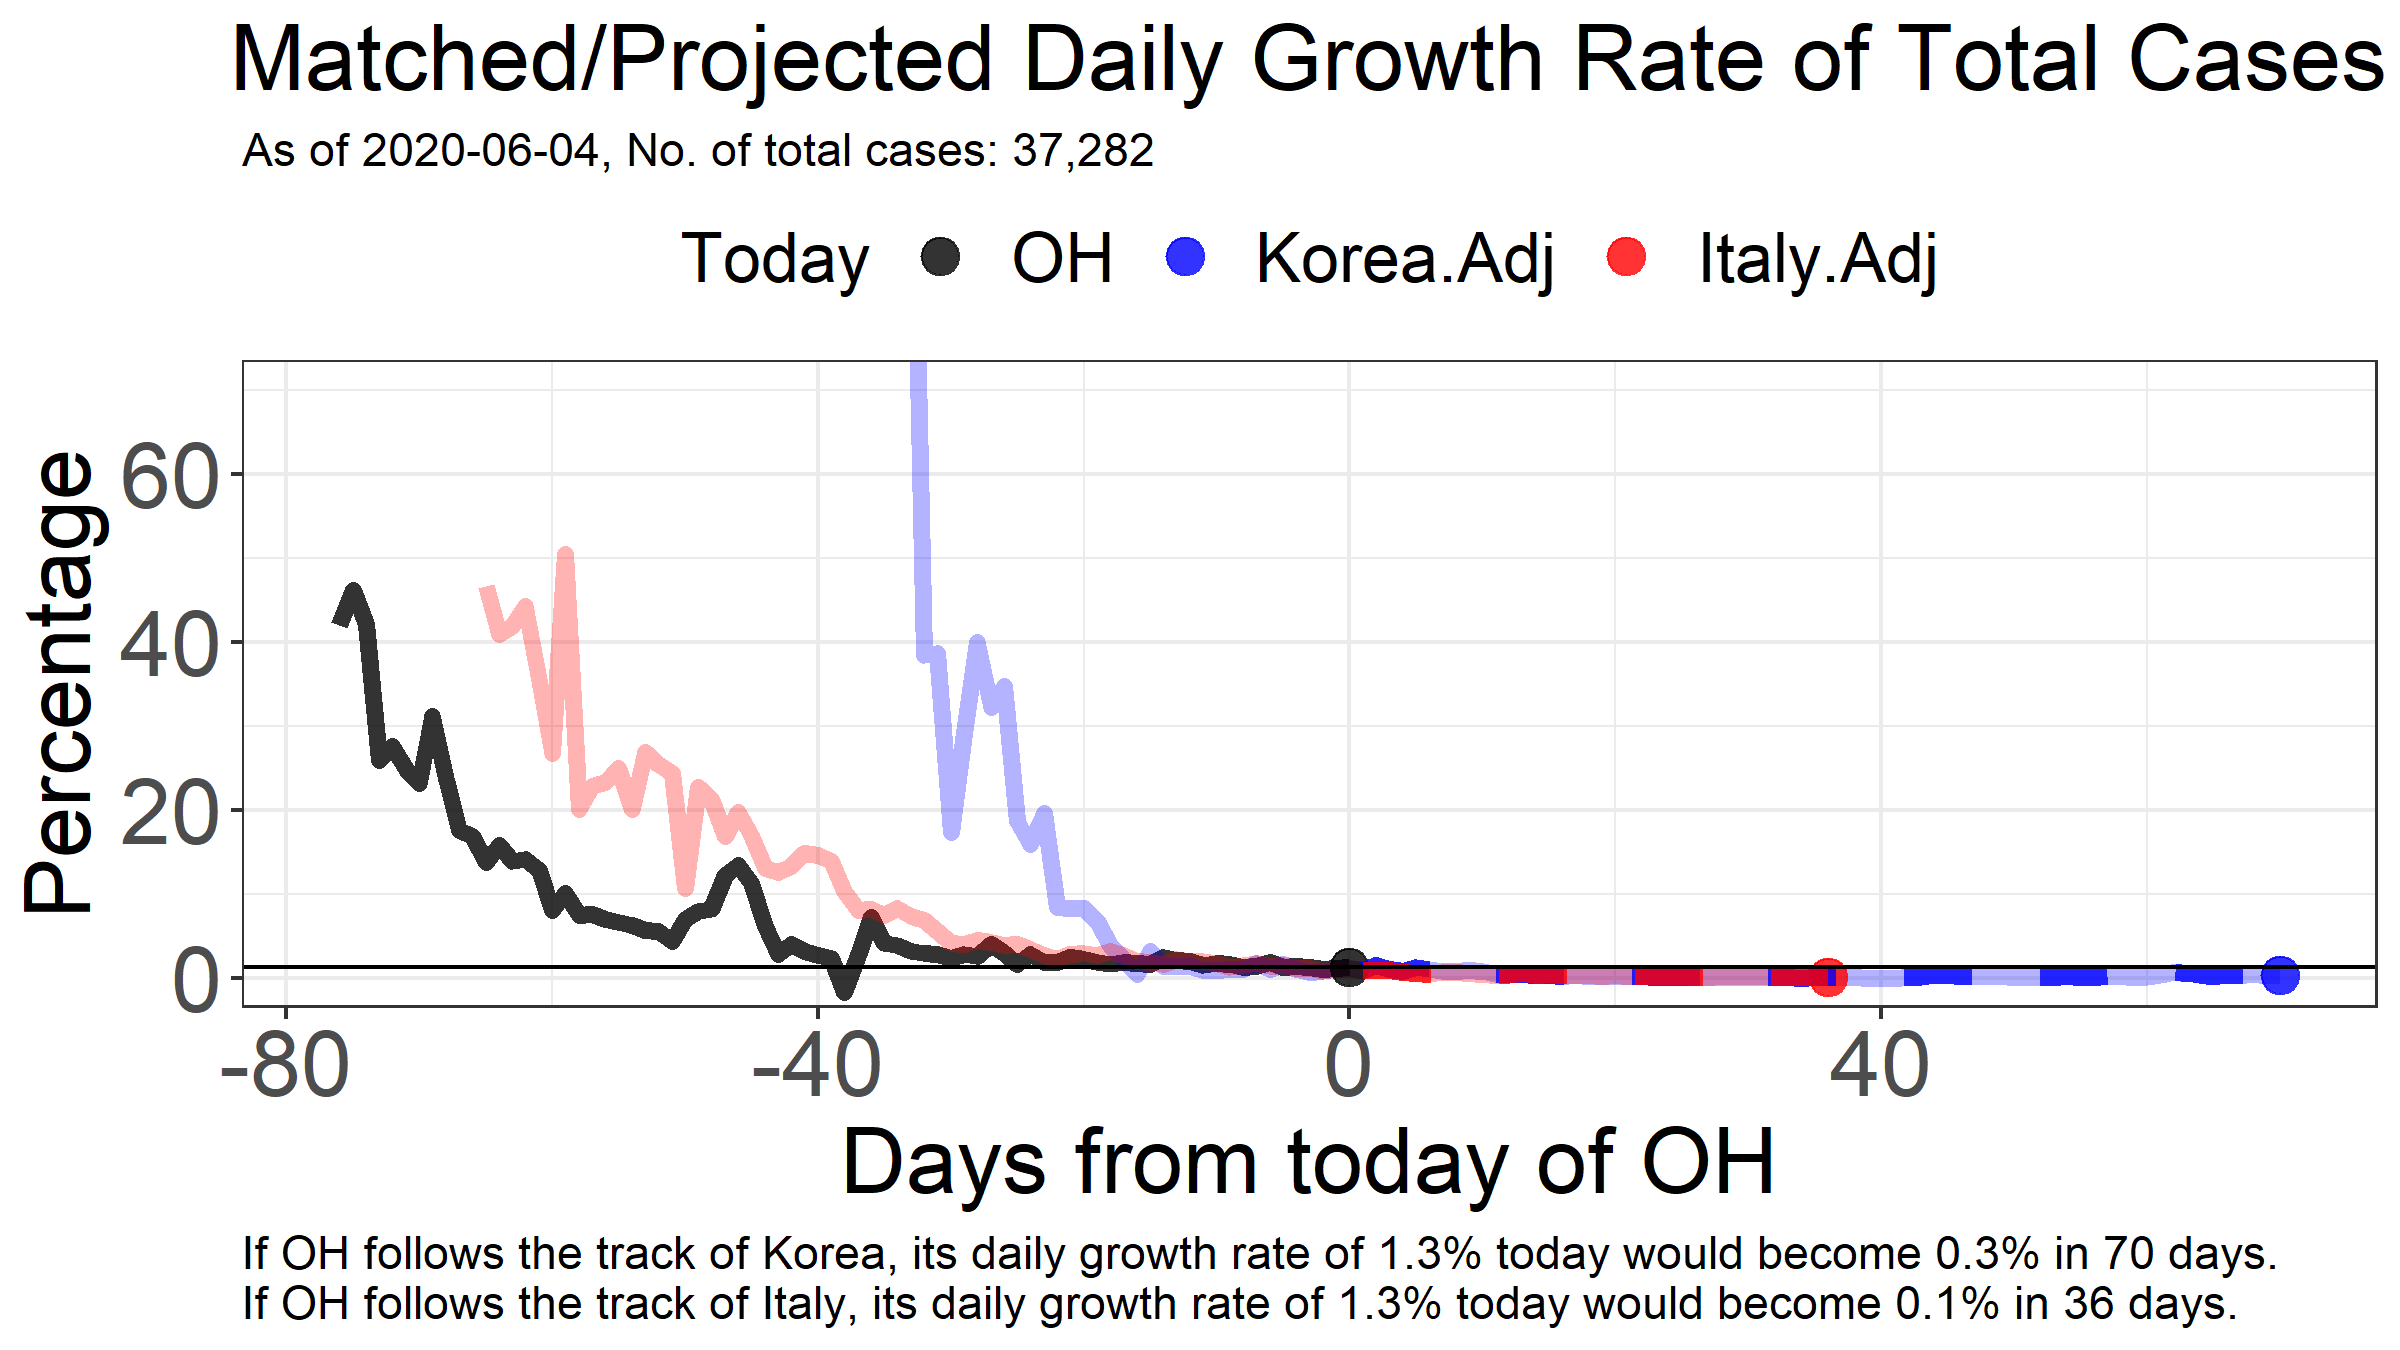 Matched/Projected Daily Growth Rate of Total Cases
As of 2020-06-04, No. of total cases: 37,282
Today OH Korea.Adj Italy.Adj
Percentage
60
40
20
0
-80 -40 0 40
Days from today of OH
If OH follows the track of Korea, its daily growth rate of 1.3% today would become 0.3% in 70 days.
If OH follows the track of Italy, its daily growth rate of 1.3% today would become 0.1% in 36 days.